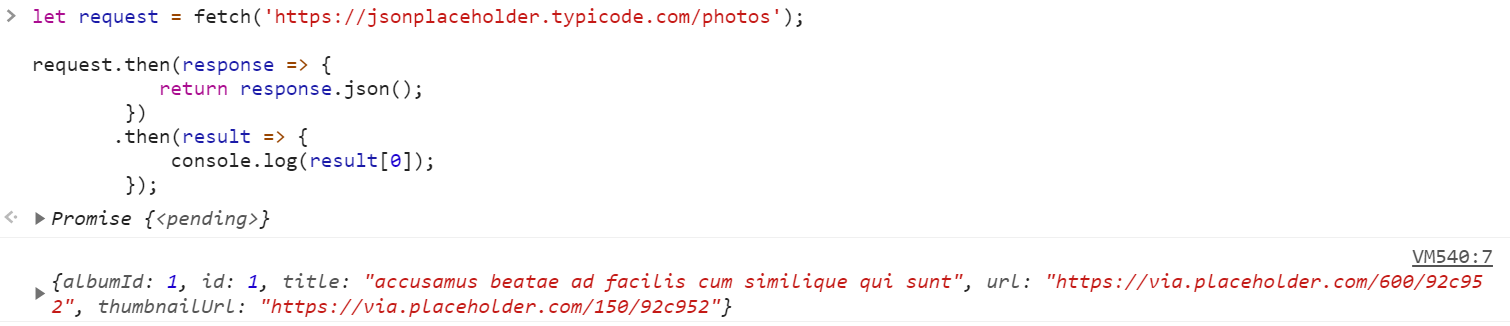 let request = fetch('https://jsonplaceholder.typicode.com/photos');
request.then(response => {
return response.json();
})
.then(result => {
console.log(result[0]);
});
Promise {<pending>}
VM540:7
{albumId: 1, id: 1, title: "accusamus beatae ad facilis cum similique qui sunt", url: "https://via.placeholder.com/600/92c95
2", thumbnailUrl: "https://via.placeholder.com/150/92c952"}